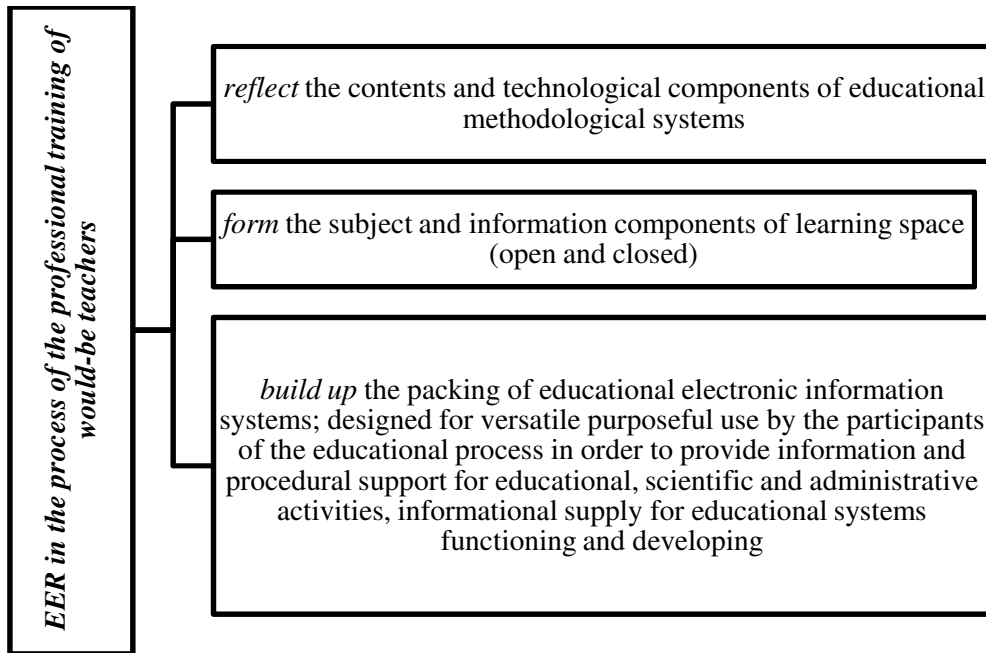 EER in the process of the professional training of
would-be teachers
reflect the contents and technological components of educational
methodological systems
form the subject and information components of learning space
(open and closed)
build up the packing of educational electronic information
systems; designed for versatile purposeful use by the participants
of the educational process in order to provide information and
procedural support for educational, scientific and administrative
activities, informational supply for educational systems
functioning and developing